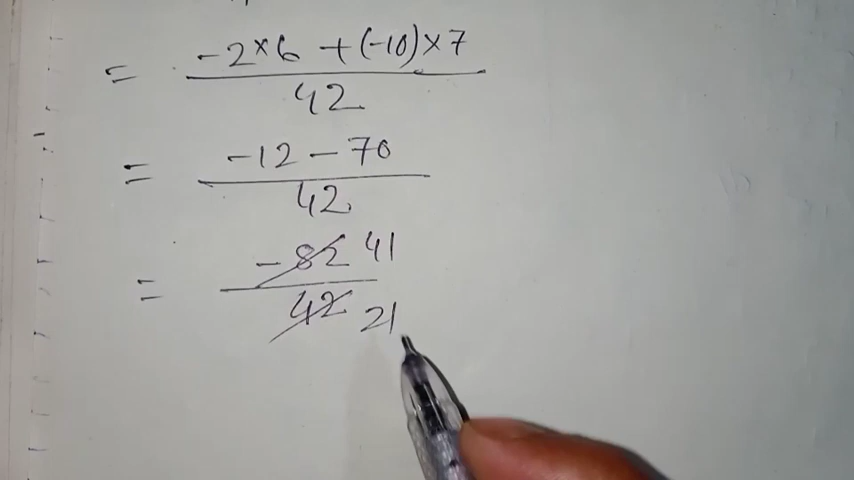 = -2×6 +(-10)×7
42
= -12-70
42
= -82 41
42 21